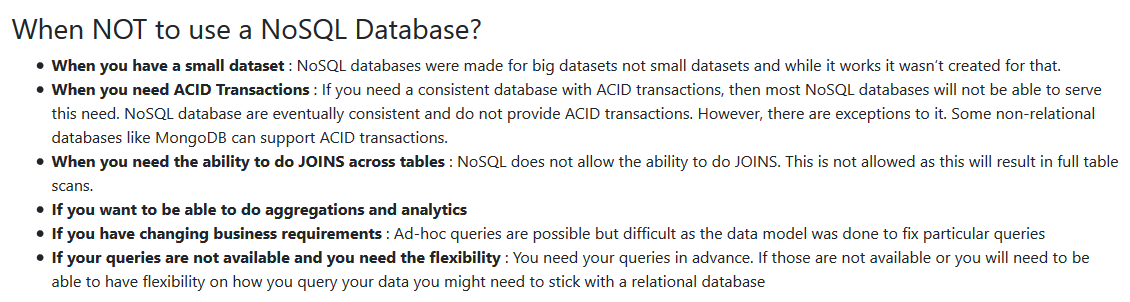 When NOT to use a NoSQL Database?
• When you have a small dataset : NoSQL databases were made for big datasets not small datasets and while it works it wasn’t created for that.
• When you need ACID Transactions : If you need a consistent database with ACID transactions, then most NoSQL databases will not be able to serve
this need. NoSQL database are eventually consistent and do not provide ACID transactions. However, there are exceptions to it. Some non-relational
databases like MongoDB can support ACID transactions.
• When you need the ability to do JOINS across tables : NoSQL does not allow the ability to do JOINS. This is not allowed as this will result in full table
scans.
• If you want to be able to do aggregations and analytics
• If you have changing business requirements : Ad-hoc queries are possible but difficult as the data model was done to fix particular queries
• If your queries are not available and you need the flexibility : You need your queries in advance. If those are not available or you will need to be
able to have flexibility on how you query your data you might need to stick with a relational database